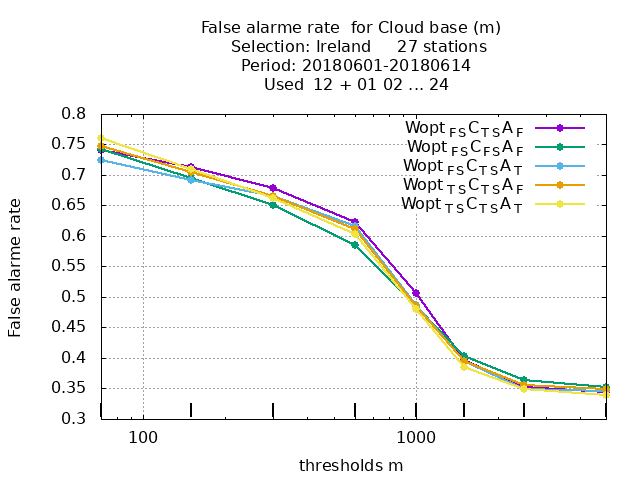 False alarme rate  for Cloud base (m)
Selection: Ireland     27 stations
Period: 20180601-20180614
Used  12 + 01 02 ... 24
Wopt FS C TS A F
Wopt FS C FS A F
Wopt FS C TS A T
Wopt TS C TS A F
Wopt TS C TS A T
0.8
0.75
0.7
0.65
0.6
0.55
0.5
0.45
0.4
0.35
0.3
False alarme rate
100 1000
thresholds m